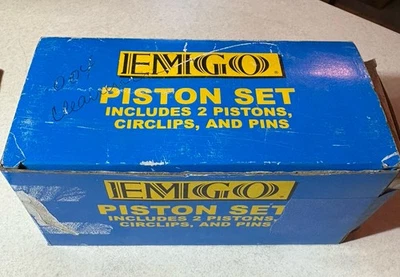 EMGO®
PISTON SET
INCLUDES 2 PISTONS,
CIRCLIPS, AND PINS
EMGO®
PISTON SET
INCLUDES 2 PISTONS,
CIRCLIPS, AND PINS